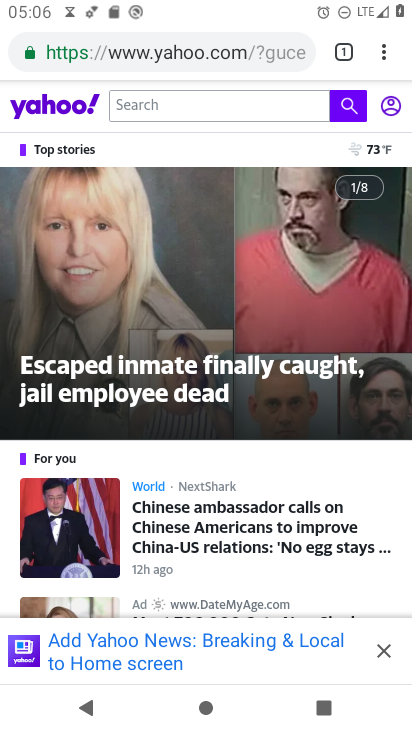 05:06
LTE
https://www.yahoo.com/?guce
1
yahoo!
Search
Top stories
73°F
1/8
Escaped inmate finally caught,
jail employee dead
For you
World · NextShark
Chinese ambassador calls on
Chinese Americans to improve
China-US relations: 'No egg stays ...
12h ago
Ad www.DateMyAge.com
Add Yahoo News: Breaking & Local
to Home screen